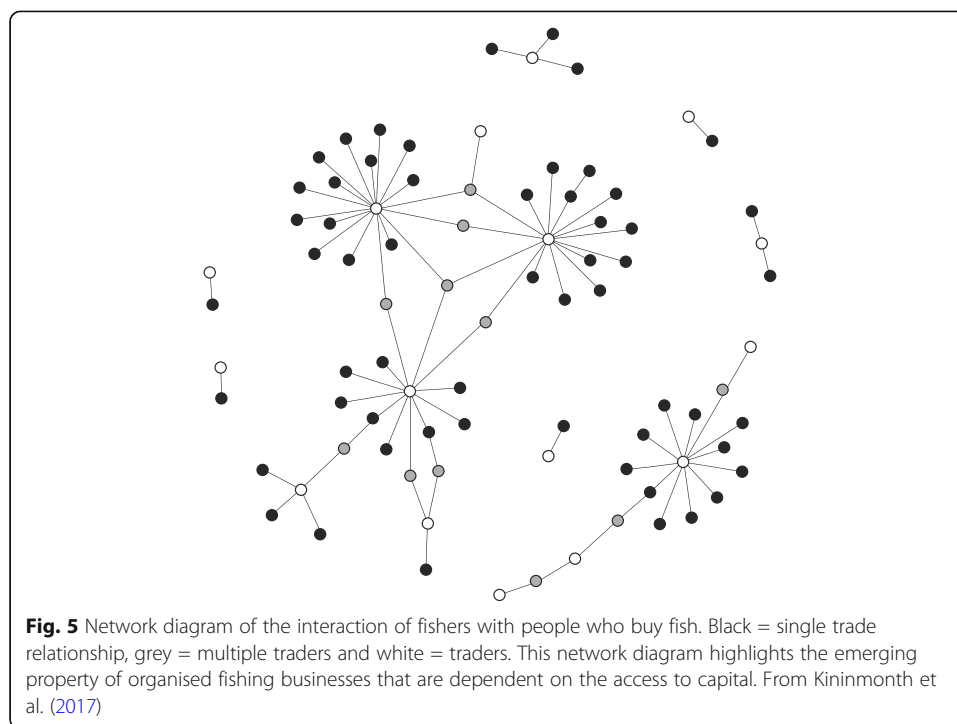 Fig. 5 Network diagram of the interaction of fishers with people who buy fish. Black = single trade
relationship, grey = multiple traders and white = traders. This network diagram highlights the emerging
property of organised fishing businesses that are dependent on the access to capital. From Kininmonth et
al. (2017)